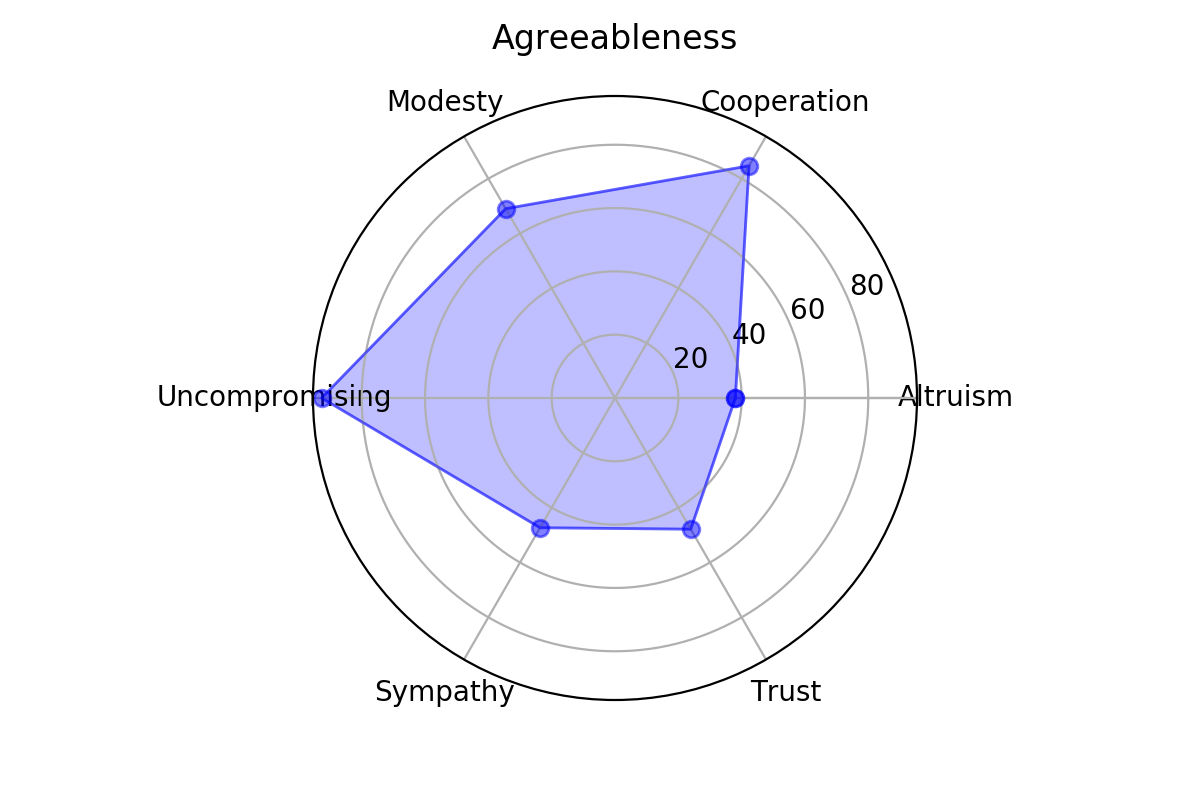 Agreeableness
Modesty
Cooperation
80
60
40
20
Uncompromising
Altruism
Sympathy
Trust